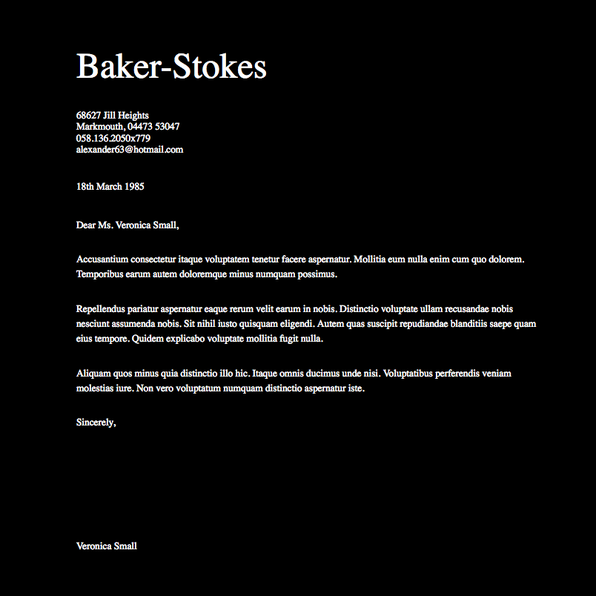 Baker-Stokes
68627 Jill Heights
Markmouth, 04473 53047
058.136.2050x779
alexander63@hotmail.com
18th March 1985
Dear Ms. Veronica Small,
Accusantium consectetur itaque voluptatem tenetur facere aspernatur. Mollitia eum nulla enim cum quo dolorem.
Temporibus earum autem doloremque minus numquam possimus.
Repellendus pariatur aspernatur eaque rerum velit earum in nobis. Distinctio voluptate ullam recusandae nobis
nesciunt assumenda nobis. Sit nihil iusto quisquam eligendi. Autem quas suscipit repudiandae blanditiis saepe quam
eius tempore. Quidem explicabo voluptate mollitia fugit nulla.
Aliquam quos minus quia distinctio illo hic. Itaque omnis ducimus unde nisi. Voluptatibus perferendis veniam
molestias iure. Non vero voluptatum numquam distinctio aspernatur iste.
Sincerely,
Veronica Small